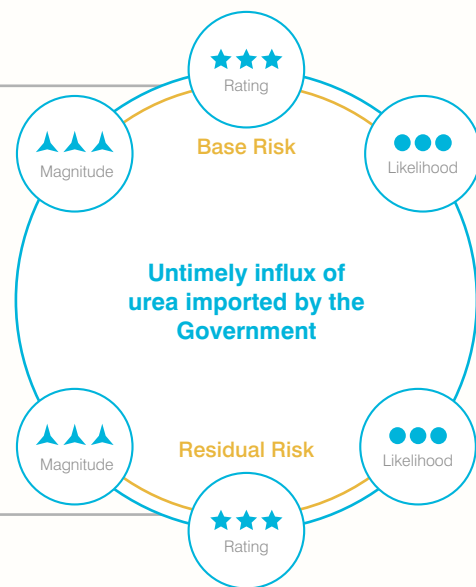 Rating
Base Risk
Magnitude
Likelihood
Untimely influx of
urea imported by the
Government
Magnitude
Residual Risk
Likelihood
Rating